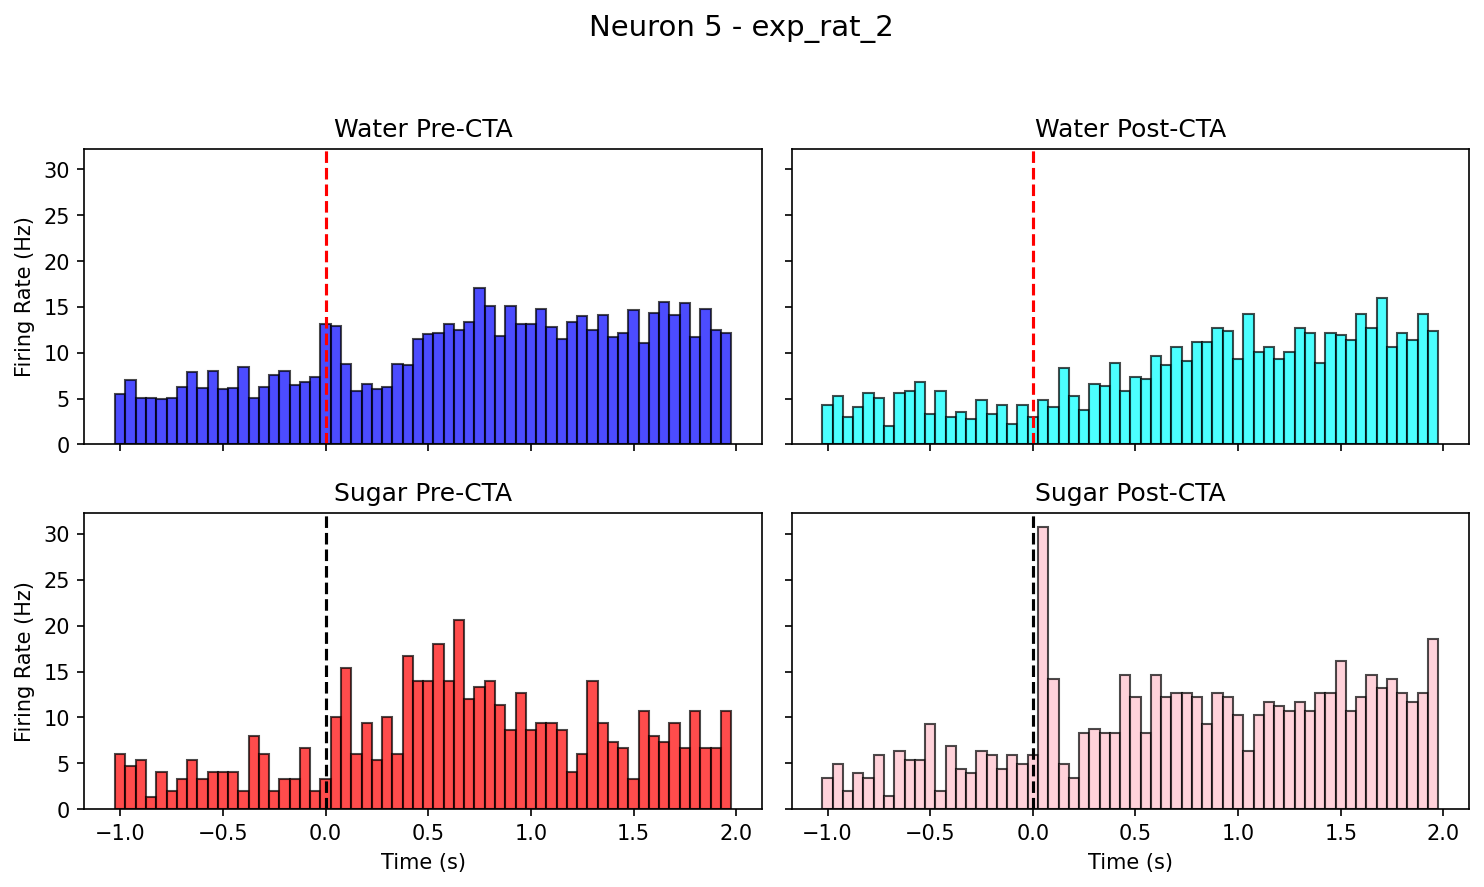 Neuron 5 - exp_rat_2
Water Pre-CTA
Water Post-CTA
Firing Rate (Hz)
30
25
20
15
10
5
0
Sugar Pre-CTA
Sugar Post-CTA
Firing Rate (Hz)
30
25
20
15
10
5
0
−1.0 −0.5 0.0 0.5 1.0 1.5 2.0
−1.0 −0.5 0.0 0.5 1.0 1.5 2.0
Time (s)
Time (s)